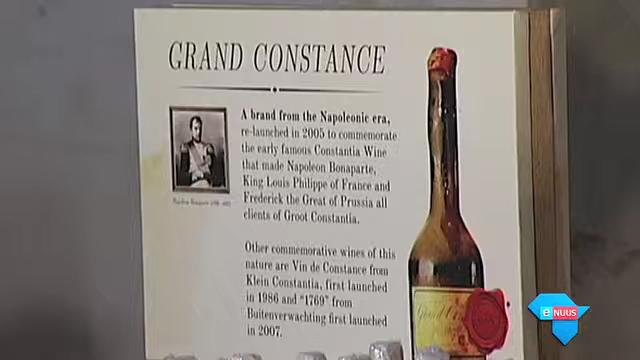 GRAND CONSTANCE
A brand from the Napoleonic era,
re-launched in 2005 to commemorate
the early famous Constantia Wine
that made Napoleon Bonaparte,
King Louis Philippe of France and
Frederick the Great of Prussia all
clients of Groot Constantia.
Other commemorative wines of this
nature are Vin de Constance from
Klein Constantia, first launched
in 1986 and "1769" from
Buitenverwachting first launched
in 2007.
e NUUS